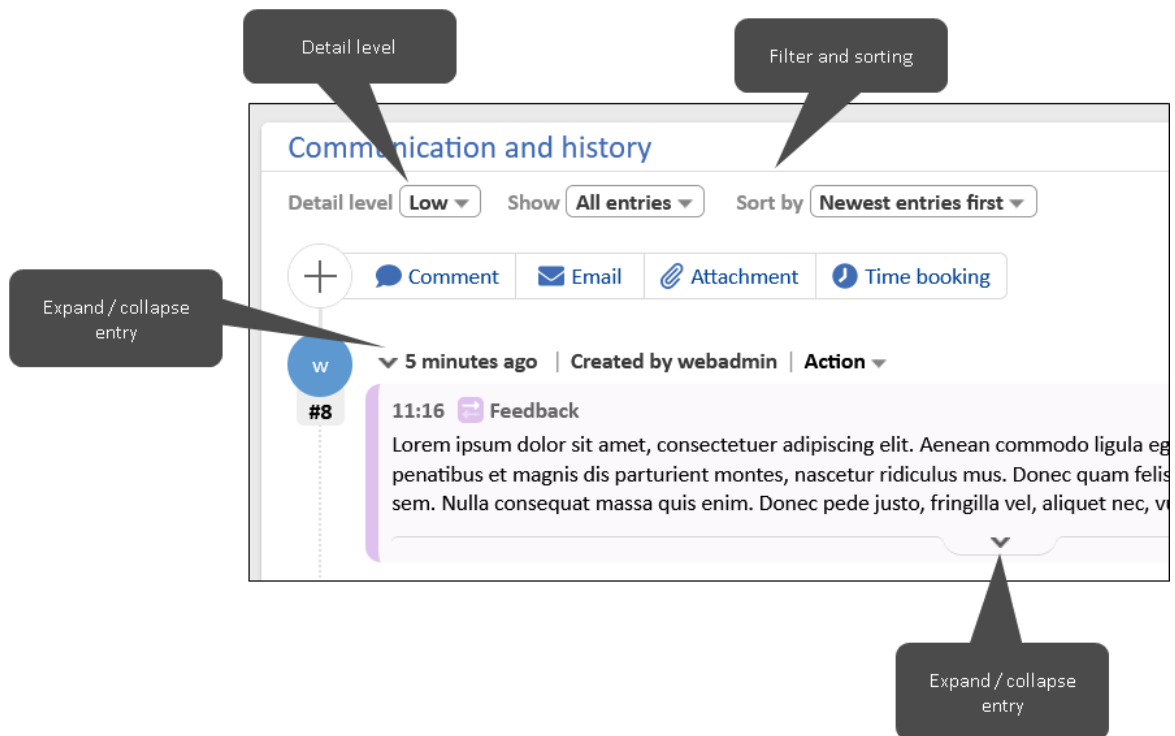 Detail level
Filter and sorting
Communication and history
Detail level Low Show All entries Sort by Newest entries first
Comment Email Attachment Time booking
Expand / collapse
entry
w 5 minutes ago | Created by webadmin | Action
#8 11:16 Feedback
Lorem ipsum dolor sit amet, consectetuer adipiscing elit. Aenean commodo ligula eg
penatibus et magnis dis parturient montes, nascetur ridiculus mus. Donec quam felis
sem. Nulla consequat massa quis enim. Donec pede justo, fringilla vel, aliquet nec,
Expand / collapse
entry